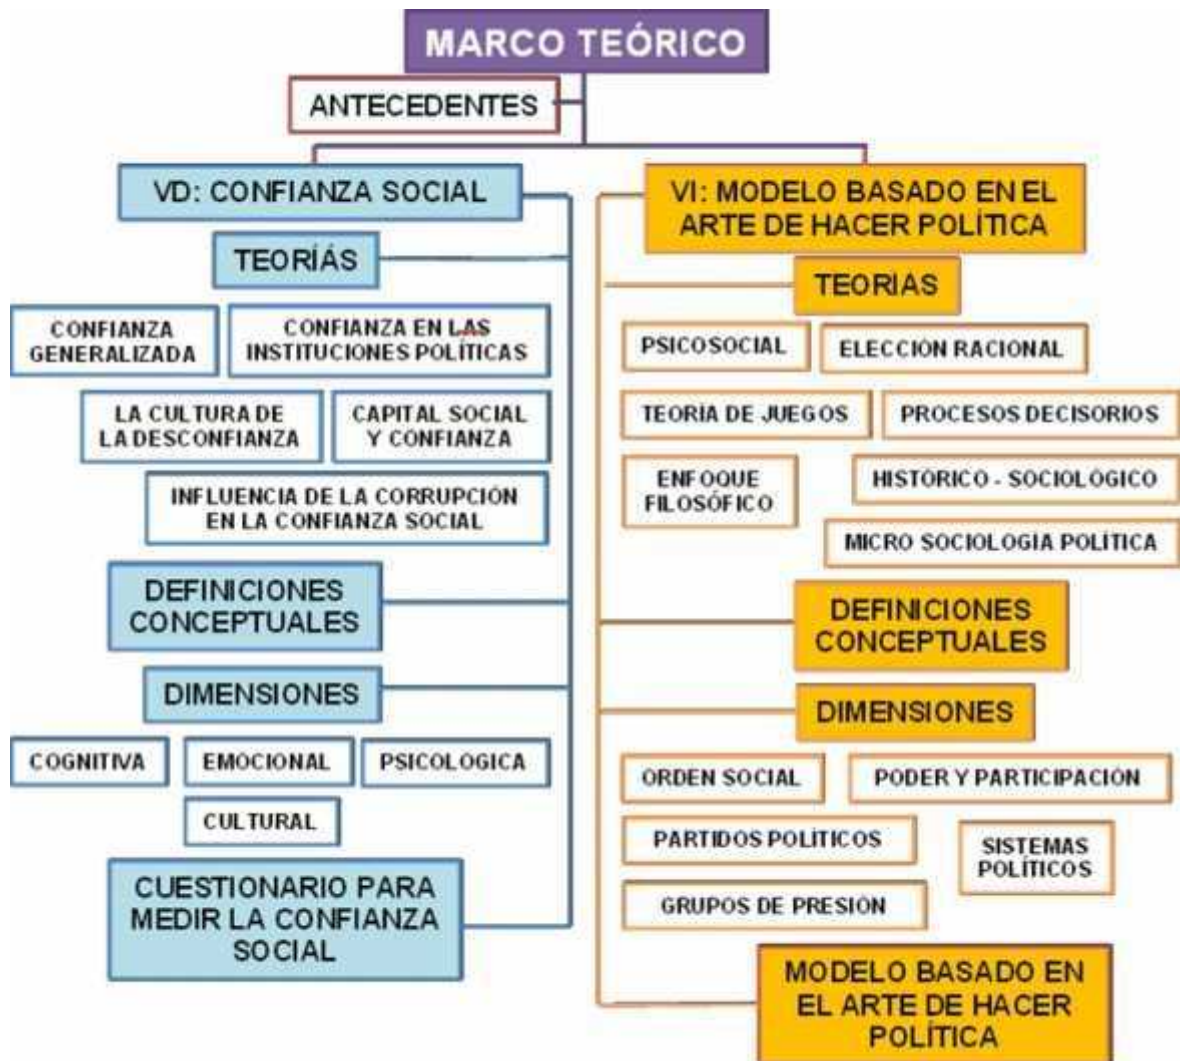 MARCO TEÓRICO
ANTECEDENTES
VD: CONFIANZA SOCIAL
TEORÍÁS
CONFIANZA
GENERALIZADA
CONFIANZA EN LAS
INSTITUCIONES POLÍTICAS
LA CULTURA DE
LA DESCONFIANZA
CAPITAL SOCIAL
Y CONFIANZA
INFLUENCIA DE LA CORRUPCIÓN
EN LA CONFIANZA SOCIAL
DEFINICIONES
CONCEPTUALES
DIMENSIONES
COGNITIVA
EMOCIONAL
PSICOLOGICA
CULTURAL
CUESTIONARIO PARA
MEDIR LA CONFIANZA
SOCIAL
VI: MODELO BASADO EN EL
ARTE DE HACER POLÍTICA
TEORIAS
PSICOSOCIAL
ELECCION RACIONAL
TEORÍA DE JUEGOS
PROCESOS DECISORIOS
ENFOQUE
FILOSÓFICO
HISTÓRICO - SOCIOLÓGICO
MICRO SOCIOLOGÍA POLÍTICA
DEFINICIONES
CONCEPTUALES
DIMENSIONES
ORDEN SOCIAL
PODER Y PARTICIPACIÓN
PARTIDOS POLÍTICOS
SISTEMAS
POLÍTICOS
GRUPOS DE PRESIÓN
MODELO BASADO EN
EL ARTE DE HACER
POLÍTICA